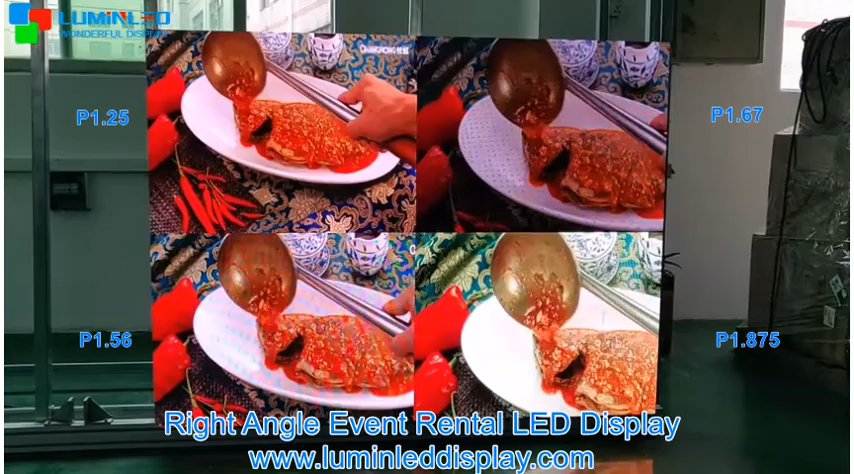 LUMINLED
WONDERFUL DISPLAY
CHANGHONG
P1.25
P1.67
P1.56
P1.875
Right Angle Event Rental LED Display
www.luminleddisplay.com